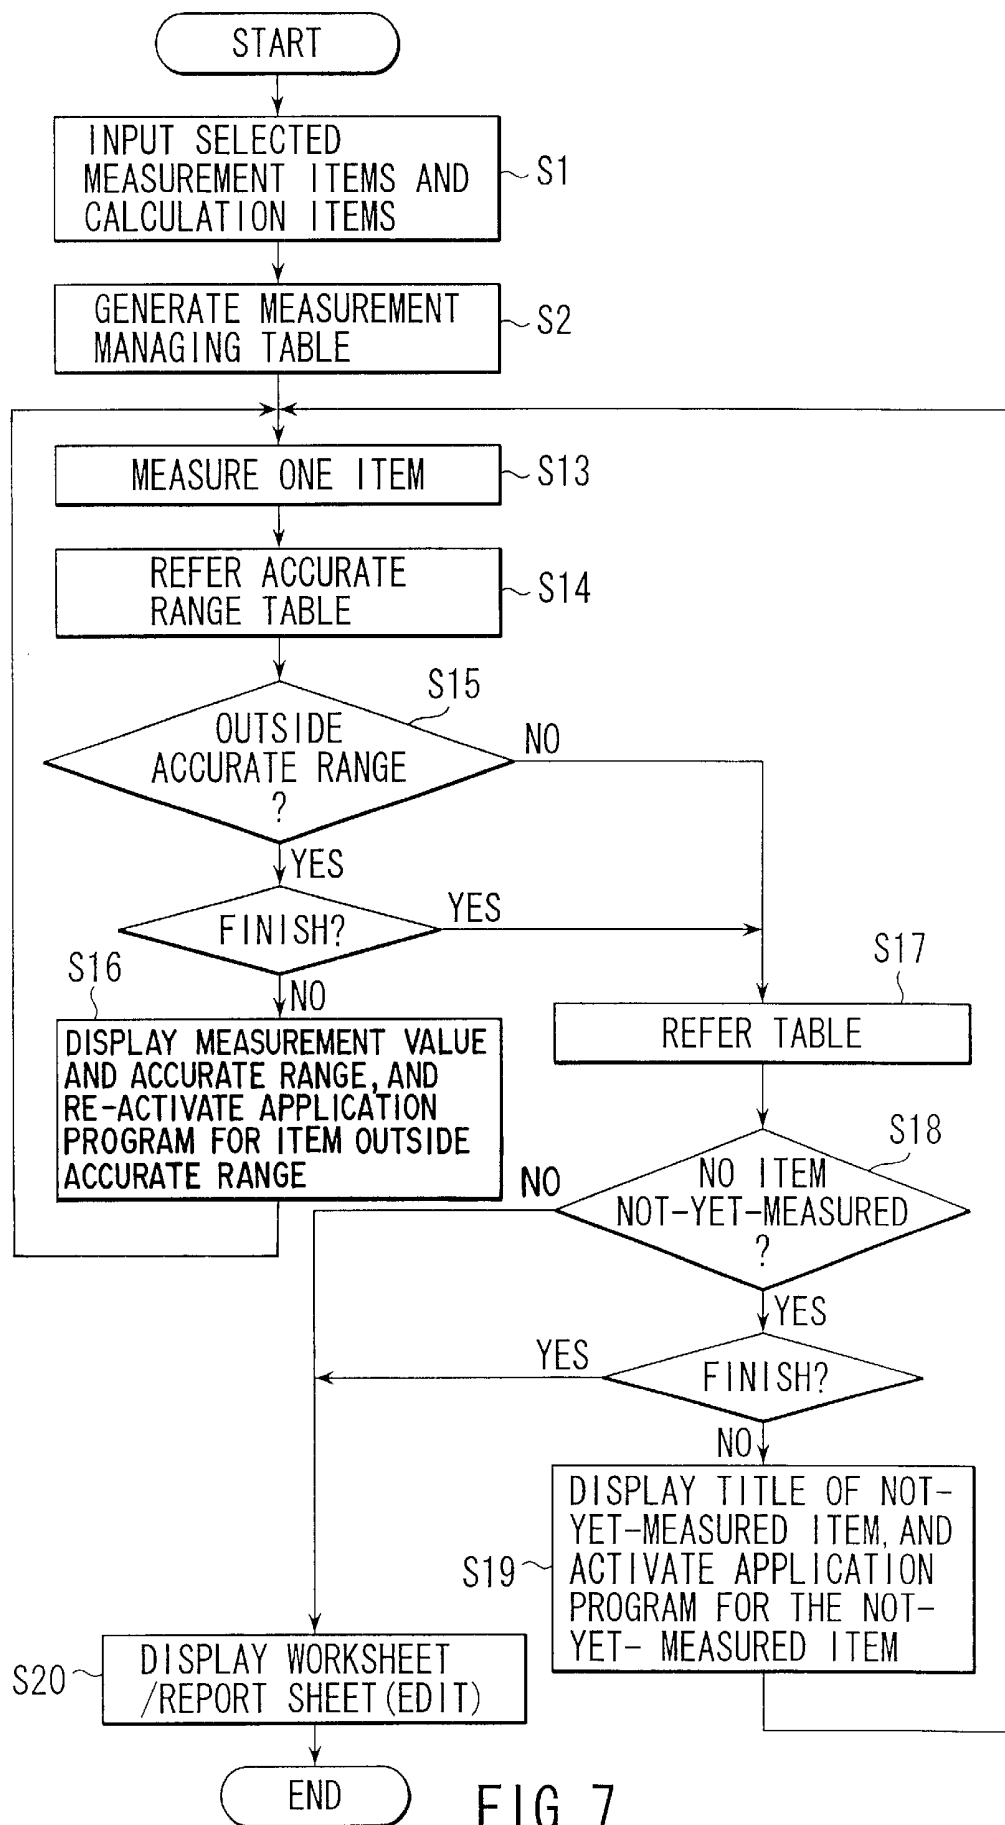 START
INPUT SELECTED
MEASUREMENT ITEMS AND
CALCULATION ITEMS
S1
GENERATE MEASUREMENT
MANAGING TABLE
S2
MEASURE ONE ITEM
S13
REFER ACCURATE
RANGE TABLE
S14
S15
OUTSIDE
ACCURATE RANGE
?
NO
YES
FINISH?
YES
S16
NO
DISPLAY MEASUREMENT VALUE
AND ACCURATE RANGE, AND
RE-ACTIVATE APPLICATION
PROGRAM FOR ITEM OUTSIDE
ACCURATE RANGE
S17
REFER TABLE
S18
NO ITEM
NOT-YET-MEASURED
?
NO
YES
FINISH?
YES
NO
DISPLAY TITLE OF NOT-
YET-MEASURED ITEM, AND
ACTIVATE APPLICATION
PROGRAM FOR THE NOT-
YET- MEASURED ITEM
S19
S20
DISPLAY WORKSHEET
/REPORT SHEET(EDIT)
END
FIG 7